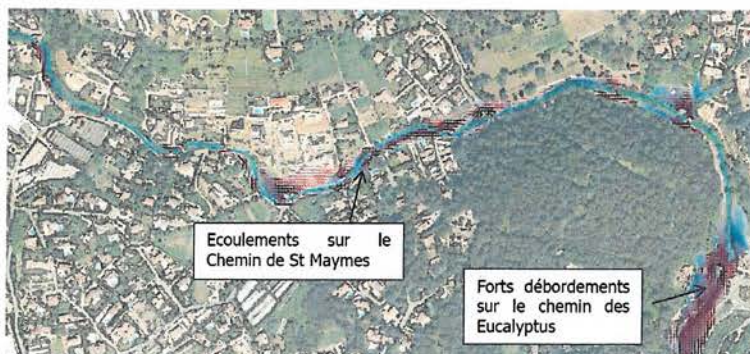 Ecoulements sur le
Chemin de St Maymes
Forts débordements
sur le chemin des
Eucalyptus